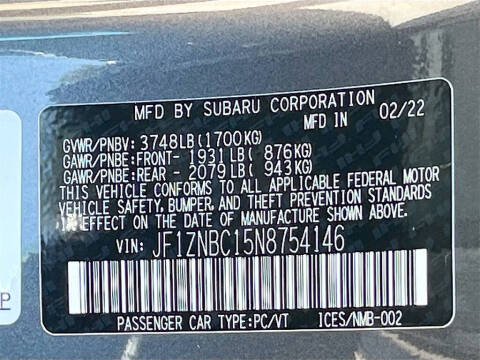 MFD BY SUBARU CORPORATION
MFD.IN 02/22
GVWR/PNBV: 3748LB(1700KG)
GAWR/PNBE:FRONT- 1931LB( 876KG)
GAWR/PNBE:REAR - 2079LB( 943KG)
THIS VEHICLE CONFORMS TO ALL APPLICABLE FEDERAL MOTOR
VEHICLE SAFETY, BUMPER, AND THEFT PREVENTION STANDARDS
IN EFFECT ON THE DATE OF MANUFACTURE SHOWN ABOVE.
VIN: JF1ZNBC15N8754146
PASSENGER CAR TYPE:PC/VT ICES/NMB-002
P